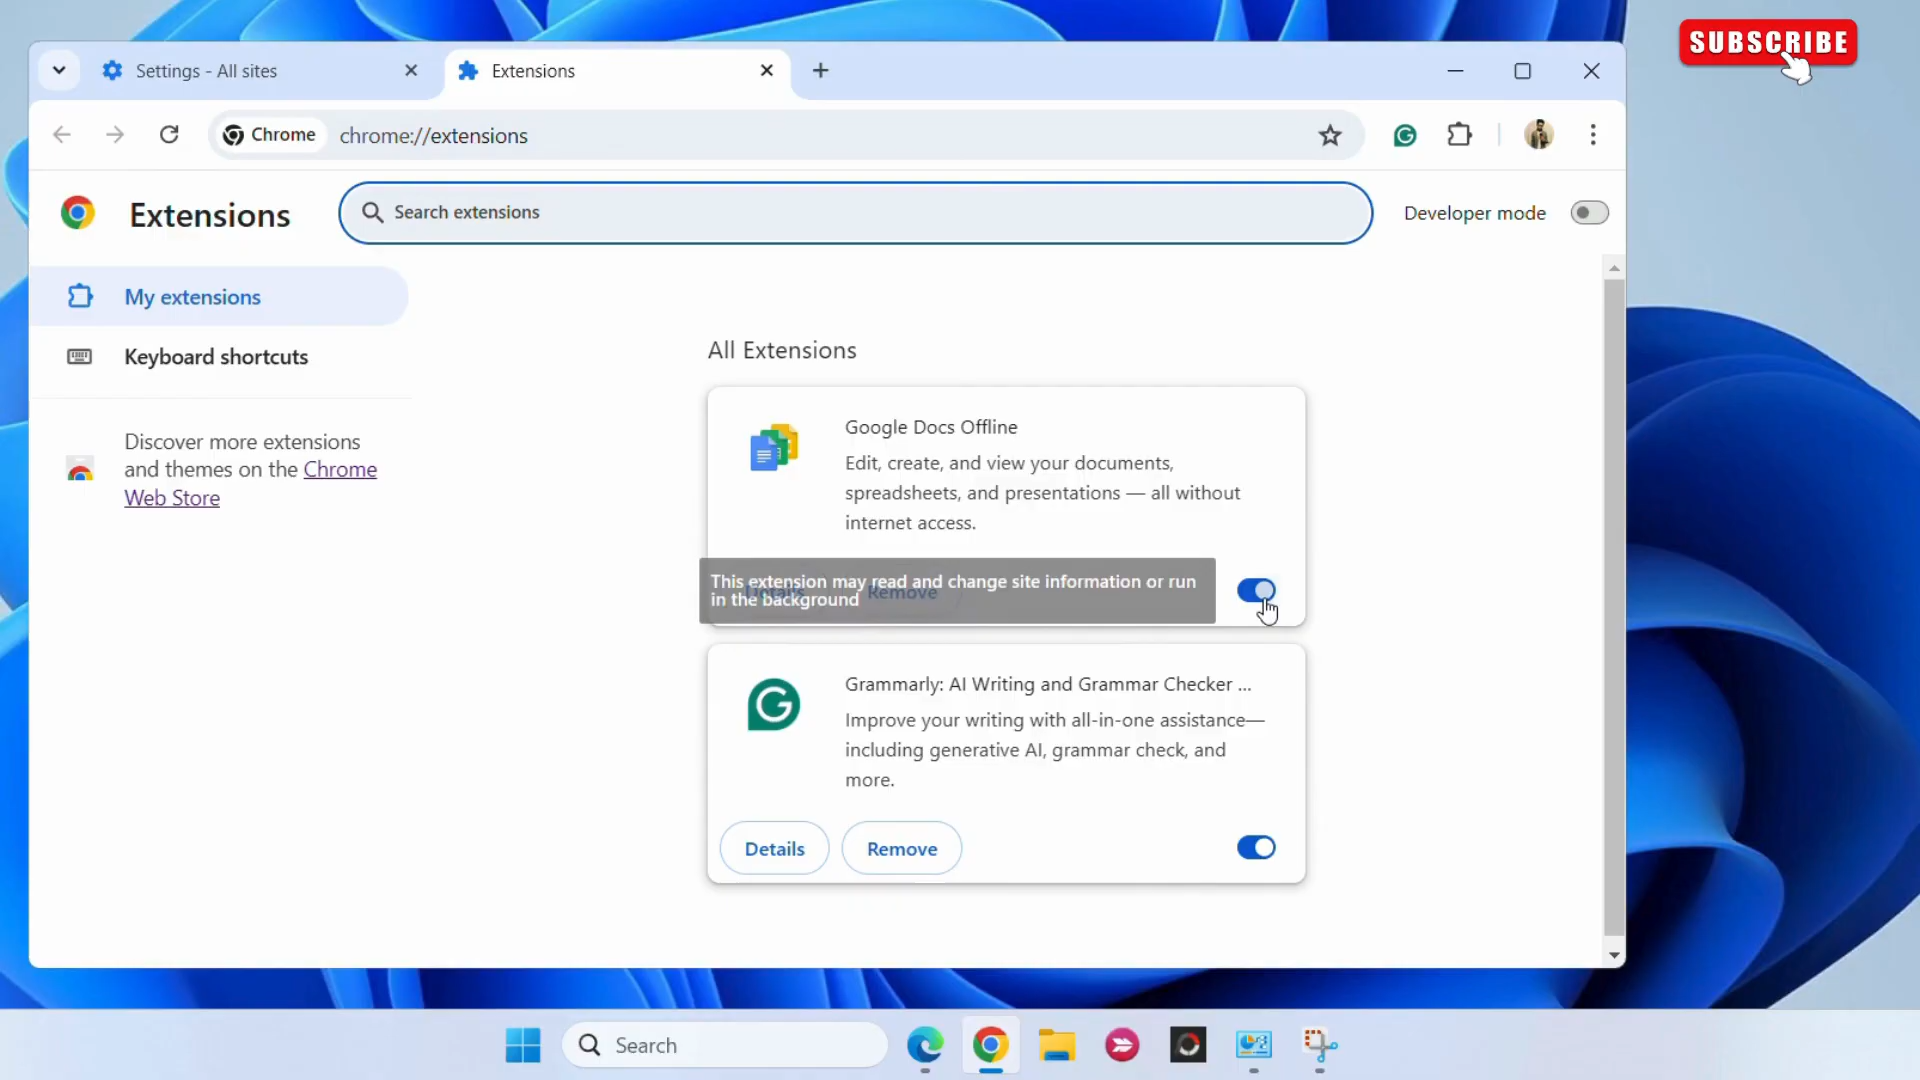 SUBSCRIBE
Settings - All sites
Extensions
Chrome
chrome://extensions
Extensions
Search extensions
Developer mode
My extensions
Keyboard shortcuts
Discover more extensions
and themes on the Chrome
Web Store
All Extensions
Google Docs Offline
Edit, create, and view your documents,
spreadsheets, and presentations — all without
internet access.
This extension may read and change site information or run
in the background
Details
Remove
Grammarly: AI Writing and Grammar Checker ...
Improve your writing with all-in-one assistance—
including generative AI, grammar check, and
more.
Details
Remove
Search